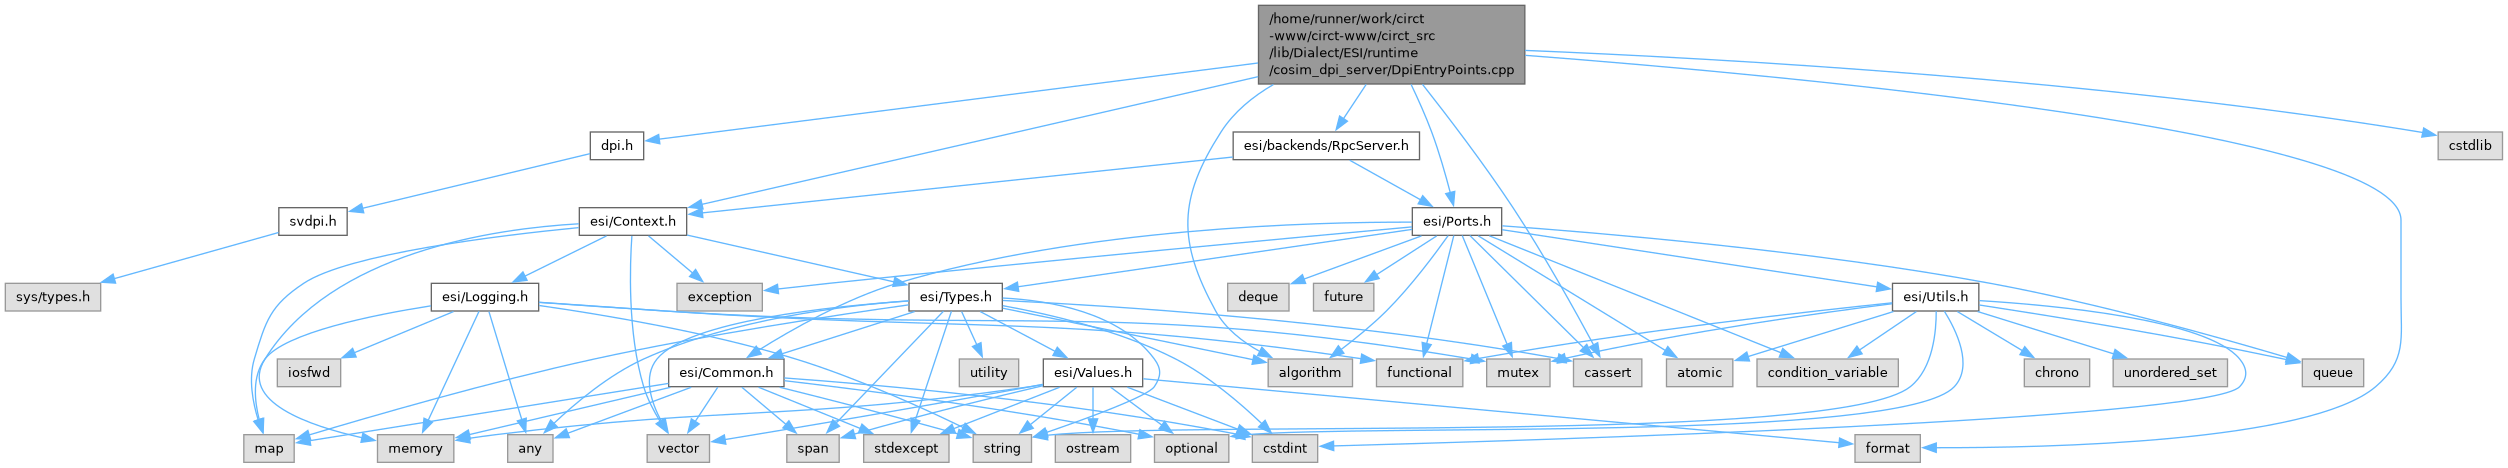 /home/runner/work/circt
-www/circt-www/circt_src
/lib/Dialect/ESI/runtime
/cosim_dpi_server/DpiEntryPoints.cpp
dpi.h
esi/backends/RpcServer.h
cstdlib
svdpi.h
esi/Context.h
esi/Ports.h
sys/types.h
esi/Logging.h
exception
esi/Types.h
deque
future
esi/Utils.h
iosfwd
esi/Common.h
utility
esi/Values.h
algorithm
functional
mutex
cassert
atomic
condition_variable
chrono
unordered_set
queue
map
memory
any
vector
span
stdexcept
string
ostream
optional
cstdint
format